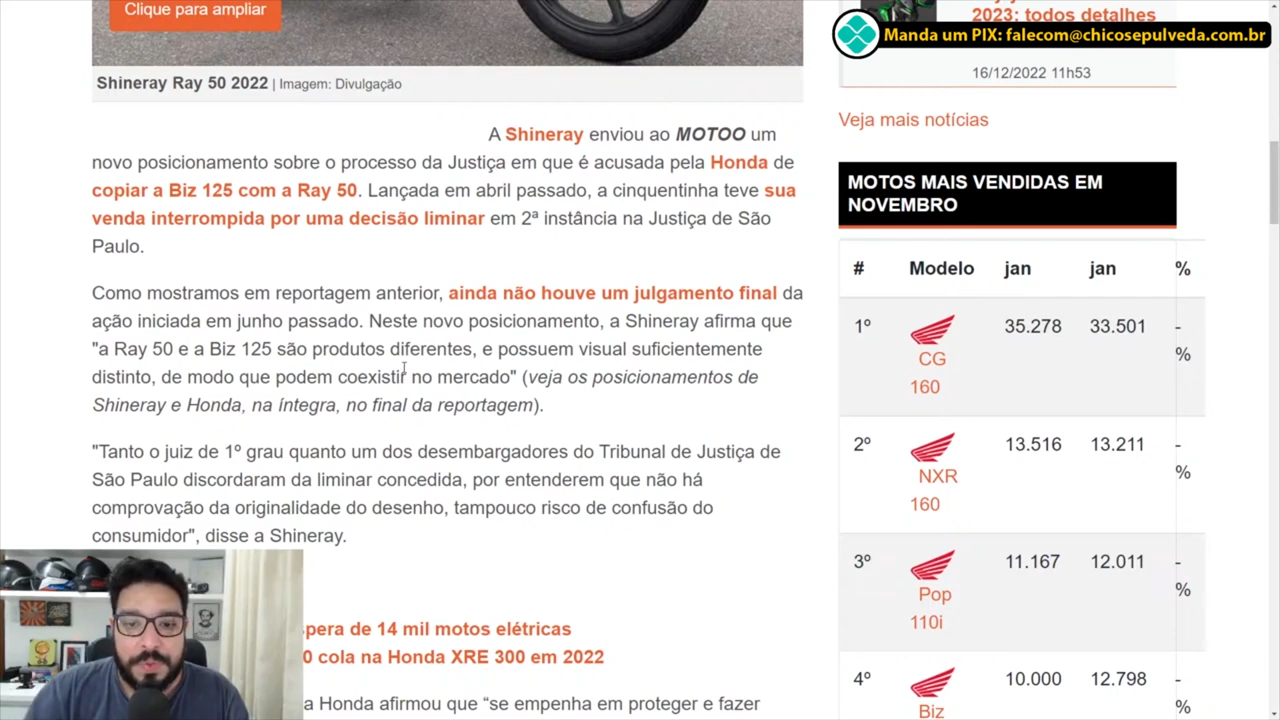 Clique para ampliar
Shineray Ray 50 2022 | Imagem: Divulgação
A Shineray enviou ao MOTOO um
novo posicionamento sobre o processo da Justiça em que é acusada pela Honda de
copiar a Biz 125 com a Ray 50. Lançada em abril passado, a cinquentinha teve sua
venda interrompida por uma decisão liminar em 2ª instância na Justiça de São
Paulo.
Como mostramos em reportagem anterior, ainda não houve um julgamento final da
ação iniciada em junho passado. Neste novo posicionamento, a Shineray afirma que
"a Ray 50 e a Biz 125 são produtos diferentes, e possuem visual suficientemente
distinto, de modo que podem coexistir no mercado" (veja os posicionamentos de
Shineray e Honda, na íntegra, no final da reportagem).
"Tanto o juiz de 1º grau quanto um dos desembargadores do Tribunal de Justiça de
São Paulo discordaram da liminar concedida, por entenderem que não há
comprovação da originalidade do desenho, tampouco risco de confusão do
consumidor", disse a Shineray.
pera de 14 mil motos elétricas
0 cola na Honda XRE 300 em 2022
a Honda afirmou que “se empenha em proteger e fazer
2023: todos detalhes
Manda um PIX: falecom@chicosepulveda.com.br
16/12/2022 11h53
Veja mais notícias
MOTOS MAIS VENDIDAS EM
NOVEMBRO
# Modelo jan jan %
1º CG 160 35.278 33.501 - %
2º NXR 160 13.516 13.211 - %
3º Pop 110i 11.167 12.011 - %
4º Biz 10.000 12.798 - %